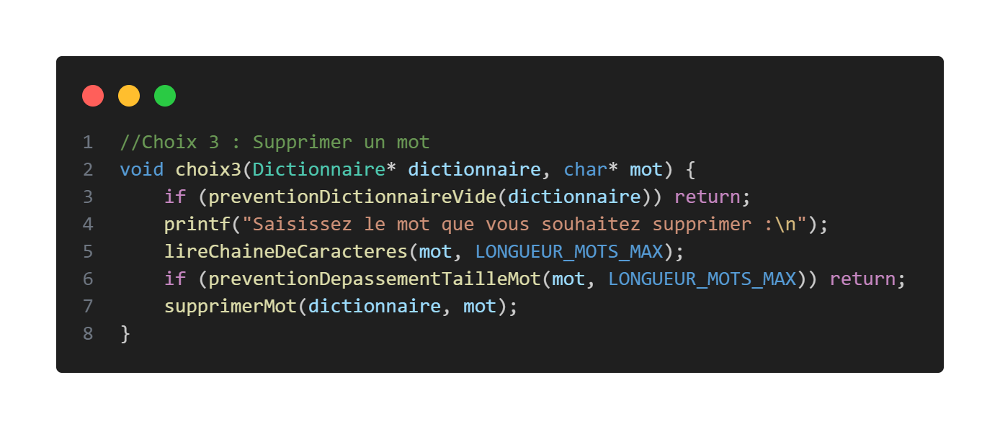 1 //Choix 3 : Supprimer un mot
2 void choix3(Dictionnaire* dictionnaire, char* mot) {
3     if (preventionDictionnaireVide(dictionnaire)) return;
4     printf("Saisissez le mot que vous souhaitez supprimer :\n");
5     lireChaineDeCaracteres(mot, LONGUEUR_MOTS_MAX);
6     if (preventionDepassementTailleMot(mot, LONGUEUR_MOTS_MAX)) return;
7     supprimerMot(dictionnaire, mot);
8 }